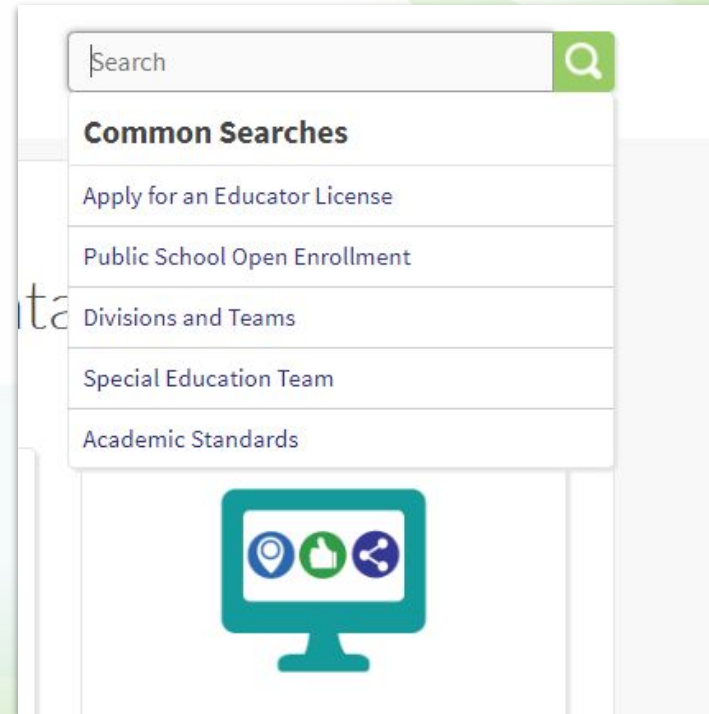 Search
Common Searches
Apply for an Educator License
Public School Open Enrollment
ta
Divisions and Teams
Special Education Team
Academic Standards